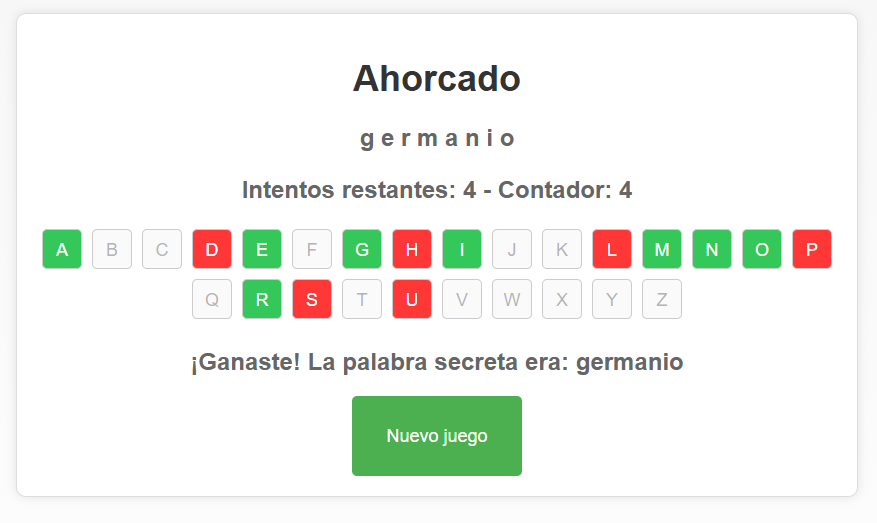 Ahorcado
g e r m a n i o
Intentos restantes: 4 - Contador: 4
A B C D E F G H I J K L M N O P
Q R S T U V W X Y Z
¡Ganaste! La palabra secreta era: germanio
Nuevo juego